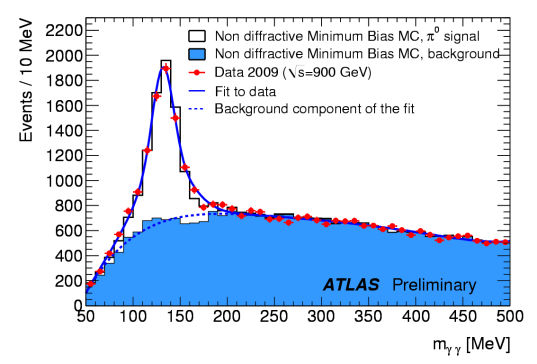 Events / 10 MeV
2200
2000
1800
1600
1400
1200
1000
800
600
400
200
0
Non diffractive Minimum Bias MC, π⁰ signal
Non diffractive Minimum Bias MC, background
Data 2009 (√s=900 GeV)
Fit to data
Background component of the fit
ATLAS Preliminary
50 100 150 200 250 300 350 400 450 500
mγγ [MeV]